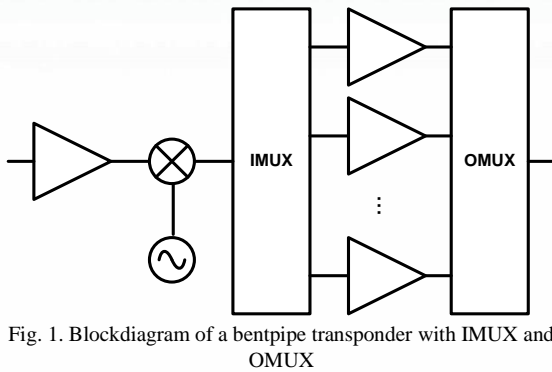 IMUX
OMUX
⋮
Fig. 1. Blockdiagram of a bentpipe transponder with IMUX and
OMUX